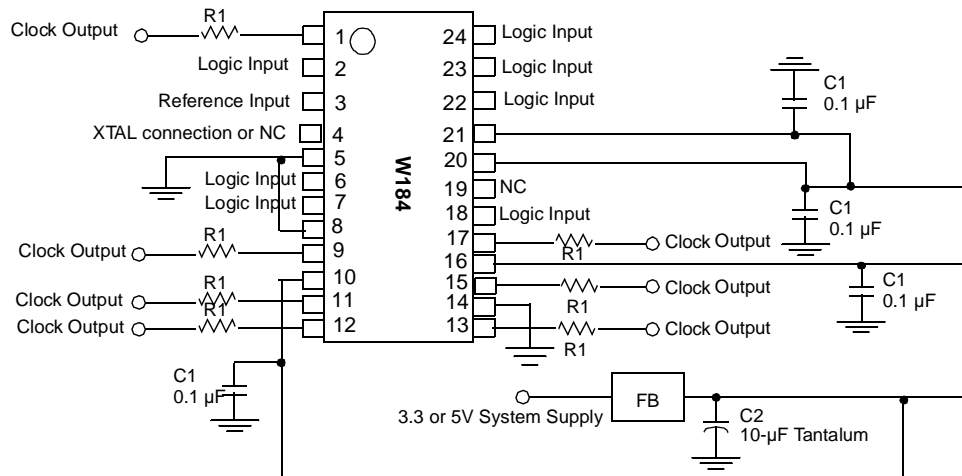 Clock Output
R1
1
24
Logic Input
Logic Input
2
23
Logic Input
Reference Input
3
22
Logic Input
C1
0.1 µF
XTAL connection or NC
4
21
5
20
Logic Input
6
19
NC
Logic Input
7
18
Logic Input
C1
0.1 µF
8
17
R1
Clock Output
Clock Output
R1
9
16
10
15
R1
Clock Output
C1
0.1 µF
Clock Output
R1
11
14
Clock Output
R1
12
13
R1
Clock Output
W184
C1
0.1 µF
3.3 or 5V System Supply
FB
C2
10-µF Tantalum